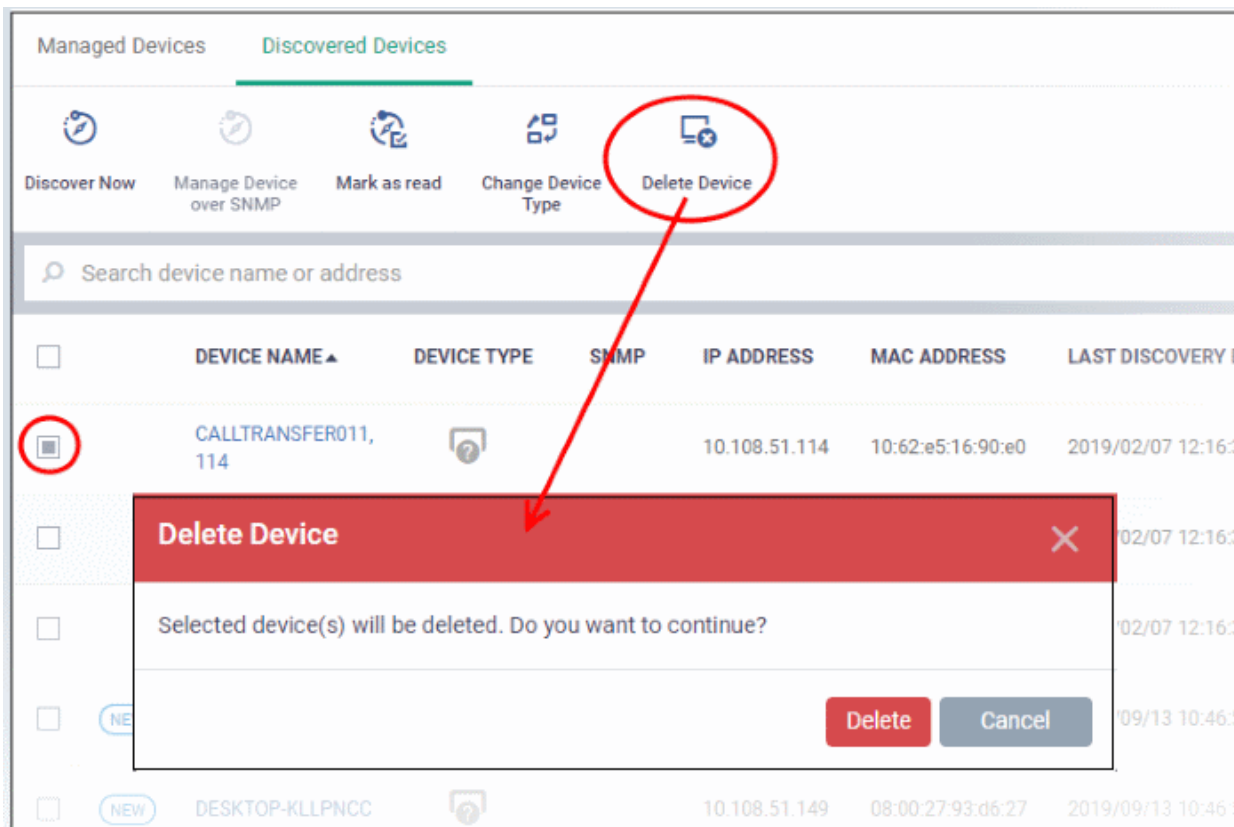 Managed Devices Discovered Devices
Discover Now Manage Device over SNMP Mark as read Change Device Type Delete Device
Search device name or address
DEVICE NAME DEVICE TYPE SNMP IP ADDRESS MAC ADDRESS LAST DISCOVERY
CALLTRANSFER011, 10.108.51.114 10:62:e5:16:90:e0 2019/02/07 12:16:
114
Delete Device
/02/07 12:16:
Selected device(s) will be deleted. Do you want to continue?
/02/07 12:16:
NE
Delete Cancel
/09/13 10:46:
NEW DESKTOP-KLLPNCC 10.108.51.149 08:00:27:93:d6:27 2019/09/13 10:46: